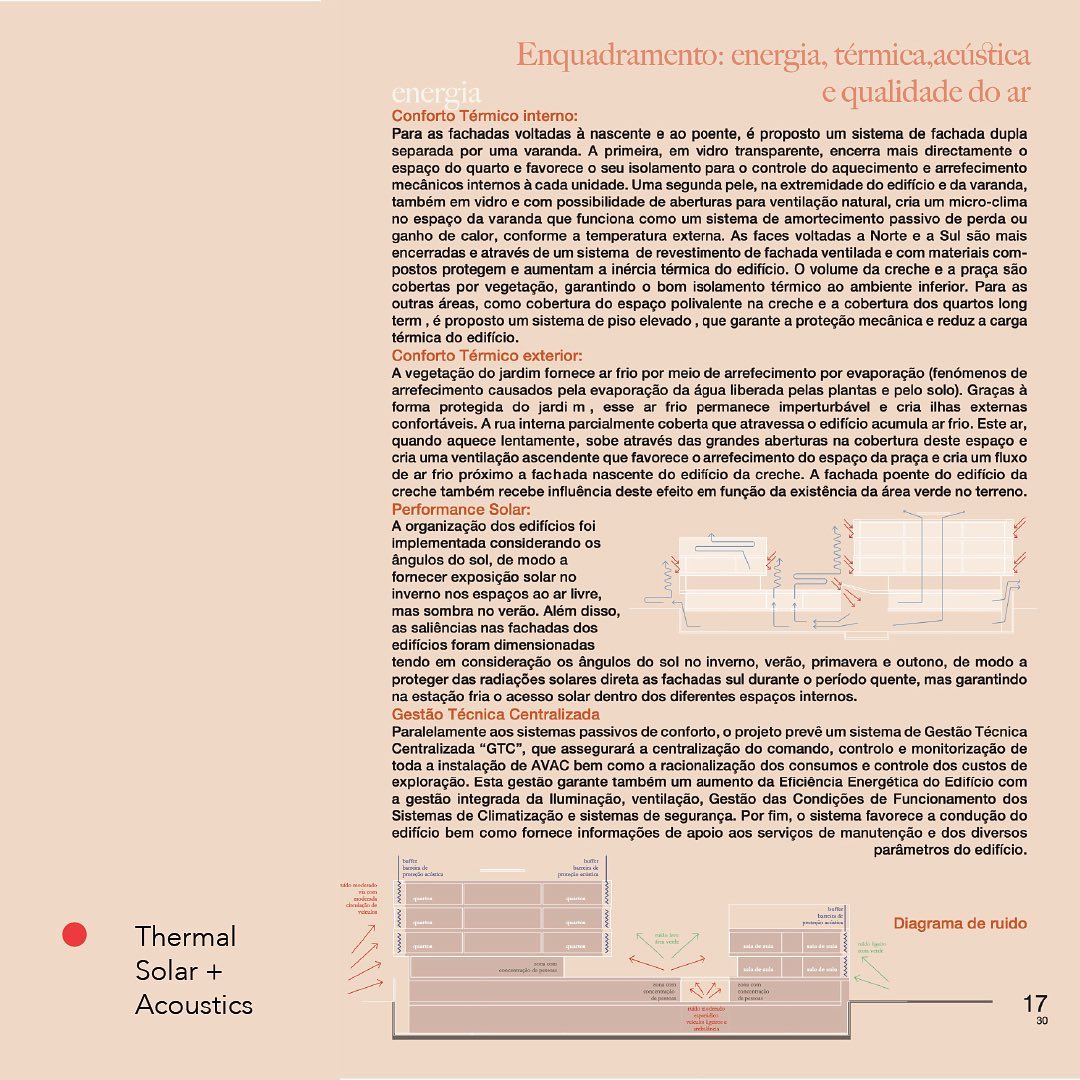 Enquadramento: energia, térmica,acústica
e qualidade do ar
energia
Conforto Térmico interno:
Para as fachadas voltadas à nascente e ao poente, é proposto um sistema de fachada dupla
separada por uma varanda. A primeira, em vidro transparente, encerra mais directamente o
espaço do quarto e favorece o seu isolamento para o controle do aquecimento e arrefecimento
mecânicos internos à cada unidade. Uma segunda pele, na extremidade do edifício e da varanda,
também em vidro e com possibilidade de aberturas para ventilação natural, cria um micro-clima
no espaço da varanda que funciona como um sistema de amortecimento passivo de perda ou
ganho de calor, conforme a temperatura externa. As faces voltadas a Norte e a Sul são mais
encerradas e através de um sistema de revestimento de fachada ventilada e com materiais com-
postos protegem e aumentam a inércia térmica do edifício. O volume da creche e a praça são
cobertas por vegetação, garantindo o bom isolamento térmico ao ambiente inferior. Para as
outras áreas, como cobertura do espaço polivalente na creche e a cobertura dos quartos long
term , é proposto um sistema de piso elevado , que garante a proteção mecânica e reduz a carga
térmica do edifício.
Conforto Térmico exterior:
A vegetação do jardim fornece ar frio por meio de arrefecimento por evaporação (fenómenos de
arrefecimento causados pela evaporação da água liberada pelas plantas e pelo solo). Graças à
forma protegida do jardi m , esse ar frio permanece imperturbável e cria ilhas externas
confortáveis. A rua interna parcialmente coberta que atravessa o edifício acumula ar frio. Este ar,
quando aquece lentamente, sobe através das grandes aberturas na cobertura deste espaço e
cria uma ventilação ascendente que favorece o arrefecimento do espaço da praça e cria um fluxo
de ar frio próximo a fachada nascente do edifício da creche. A fachada poente do edifício da
creche também recebe influência deste efeito em função da existência da área verde no terreno.
Performance Solar:
A organização dos edifícios foi
implementada considerando os
ângulos do sol, de modo a
fornecer exposição solar no
inverno nos espaços ao ar livre,
mas sombra no verão. Além disso,
as saliências nas fachadas dos
edifícios foram dimensionadas
tendo em consideração os ângulos do sol no inverno, verão, primavera e outono, de modo a
proteger das radiações solares direta as fachadas sul durante o período quente, mas garantindo
na estação fria o acesso solar dentro dos diferentes espaços internos.
Gestão Técnica Centralizada
Paralelamente aos sistemas passivos de conforto, o projeto prevê um sistema de Gestão Técnica
Centralizada “GTC”, que assegurará a centralização do comando, controlo e monitorização de
toda a instalação de AVAC bem como a racionalização dos consumos e controle dos custos de
exploração. Esta gestão garante também um aumento da Eficiência Energética do Edifício com
a gestão integrada da Iluminação, ventilação, Gestão das Condições de Funcionamento dos
Sistemas de Climatização e sistemas de segurança. Por fim, o sistema favorece a condução do
edifício bem como fornece informações de apoio aos serviços de manutenção e dos diversos
parâmetros do edifício.
buffer
barreira de
proteção acústica
buffer
barreira de
proteção acústica
ruído moderado
via com
moderada
circulação de
veículos
quartos
quartos
quartos
quartos
quartos
quartos
zona com
concentração de pessoas
ruído leve
área verde
buffer
barreira de
proteção acústica
sala de aula
sala de aula
sala de aula
sala de aula
ruído ligeiro
zona verde
zona com
concentração
de pessoas
zona com
concentração
de pessoas
ruído moderado
esporádico
veículos ligeiros e
ambulância
Diagrama de ruido
Thermal
Solar +
Acoustics
17
30